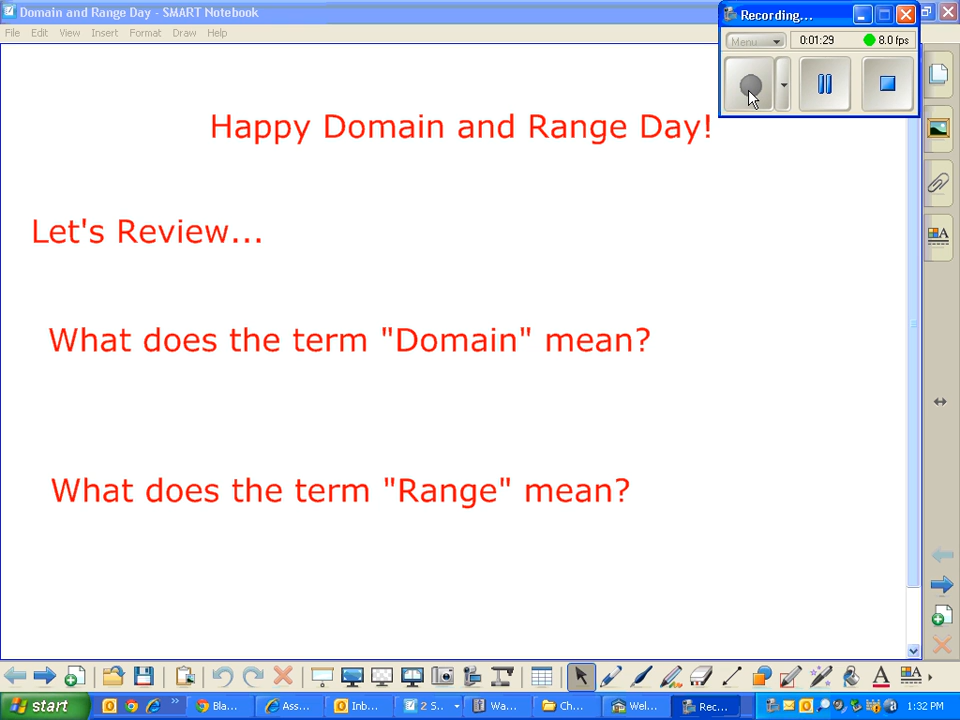 Domain and Range Day - SMART Notebook
File Edit View Insert Format Draw Help
Recording...
Menu 0:01:29 8.0 fps
Happy Domain and Range Day!
Let's Review...
What does the term "Domain" mean?
What does the term "Range" mean?
start Bla... Ass... Inb... 2 S... Wa... Ch... Wel... Rec... 1:32 PM